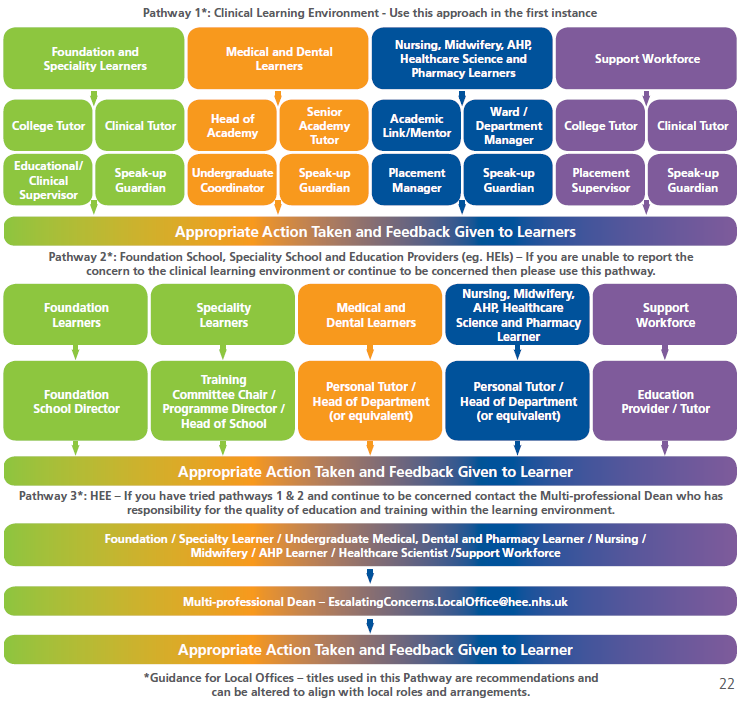 Pathway 1*: Clinical Learning Environment - Use this approach in the first instance
Foundation and
Speciality Learners
Medical and Dental
Learners
Nursing, Midwifery, AHP,
Healthcare Science and
Pharmacy Learners
Support Workforce
College Tutor
Clinical Tutor
Head of
Academy
Senior
Academy
Tutor
Academic
Link/Mentor
Ward /
Department
Manager
College Tutor
Clinical Tutor
Educational/
Clinical
Supervisor
Speak-up
Guardian
Undergraduate
Coordinator
Speak-up
Guardian
Placement
Manager
Speak-up
Guardian
Placement
Supervisor
Speak-up
Guardian
Appropriate Action Taken and Feedback Given to Learners
Pathway 2*: Foundation School, Speciality School and Education Providers (eg. HEIs) – If you are unable to report the
concern to the clinical learning environment or continue to be concerned then please use this pathway.
Foundation
Learners
Speciality
Learners
Medical and
Dental Learners
Nursing, Midwifery,
AHP, Healthcare
Science and Pharmacy
Learner
Support
Workforce
Foundation
School Director
Training
Committee Chair /
Programme Director /
Head of School
Personal Tutor /
Head of Department
(or equivalent)
Personal Tutor /
Head of Department
(or equivalent)
Education
Provider / Tutor
Appropriate Action Taken and Feedback Given to Learner
Pathway 3*: HEE – If you have tried pathways 1 & 2 and continue to be concerned contact the Multi-professional Dean who has
responsibility for the quality of education and training within the learning environment.
Foundation / Specialty Learner / Undergraduate Medical, Dental and Pharmacy Learner / Nursing /
Midwifery / AHP Learner / Healthcare Scientist /Support Workforce
Multi-professional Dean – EscalatingConcerns.LocalOffice@hee.nhs.uk
Appropriate Action Taken and Feedback Given to Learner
*Guidance for Local Offices – titles used in this Pathway are recommendations and
can be altered to align with local roles and arrangements.
22